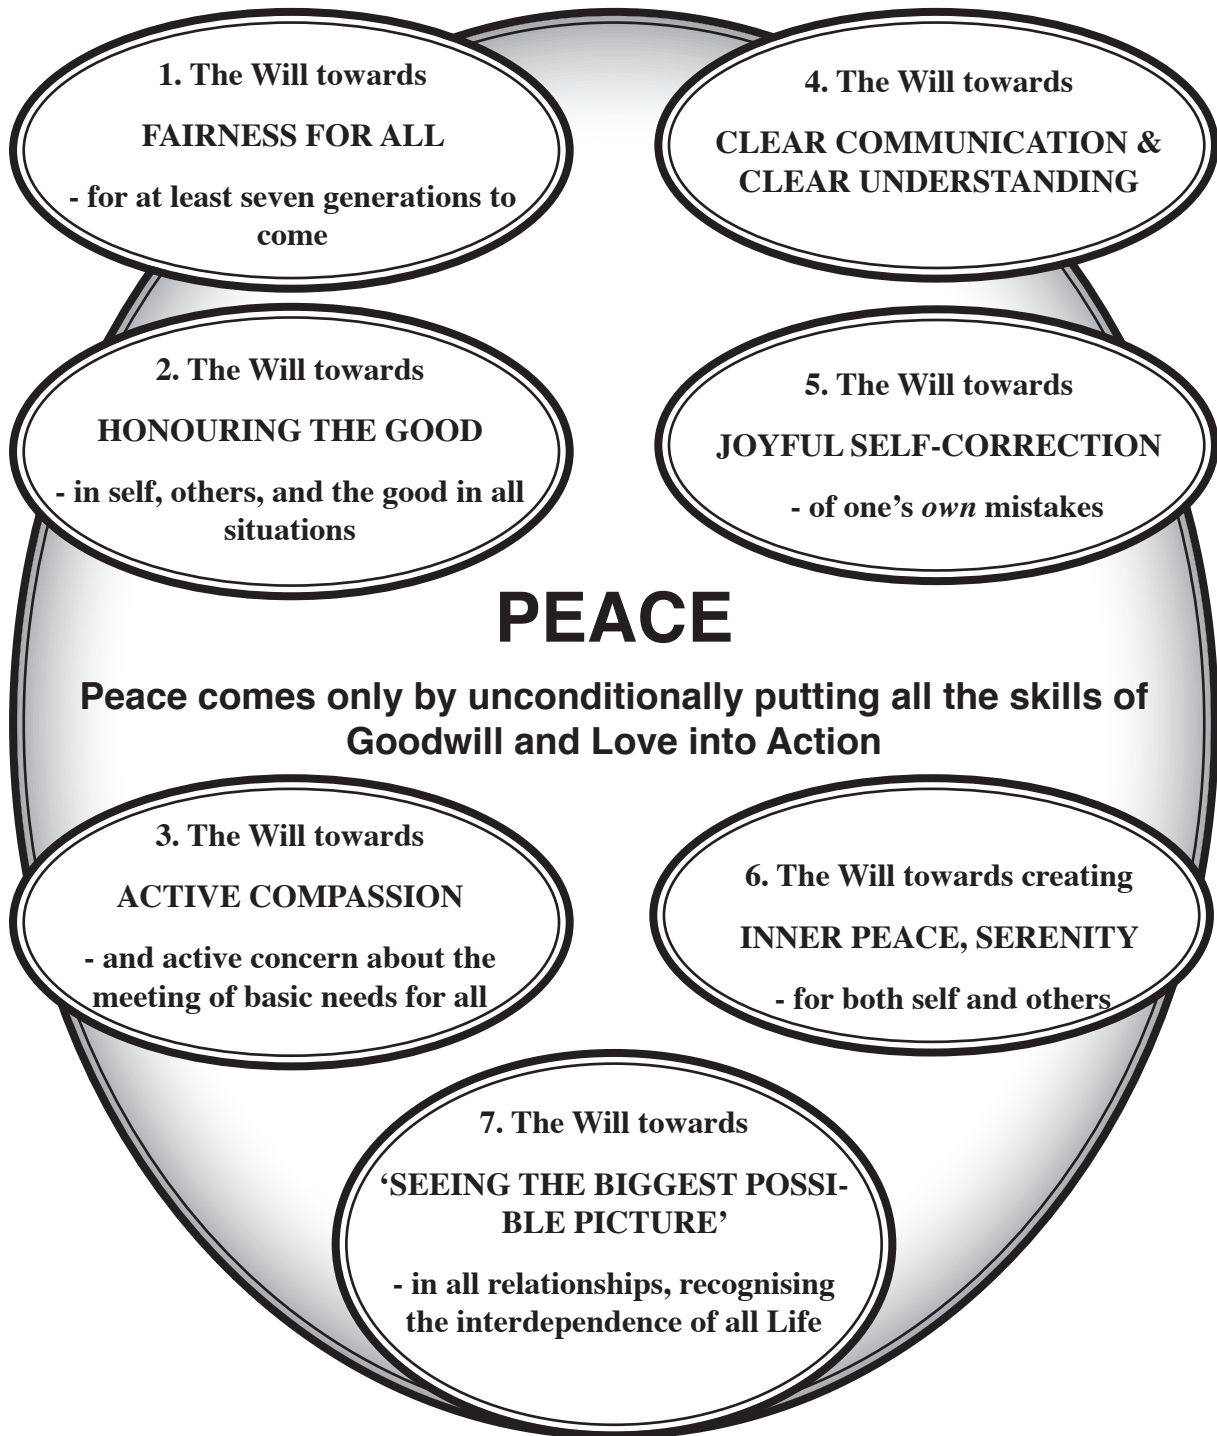 1. The Will towards
FAIRNESS FOR ALL
- for at least seven generations to
come
2. The Will towards
HONOURING THE GOOD
- in self, others, and the good in all
situations
4. The Will towards
CLEAR COMMUNICATION &
CLEAR UNDERSTANDING
5. The Will towards
JOYFUL SELF-CORRECTION
- of one’s own mistakes
PEACE
Peace comes only by unconditionally putting all the skills of
Goodwill and Love into Action
3. The Will towards
ACTIVE COMPASSION
- and active concern about the
meeting of basic needs for all
6. The Will towards creating
INNER PEACE, SERENITY
- for both self and others
7. The Will towards
‘SEEING THE BIGGEST POSSI-
BLE PICTURE’
- in all relationships, recognising
the interdependence of all Life